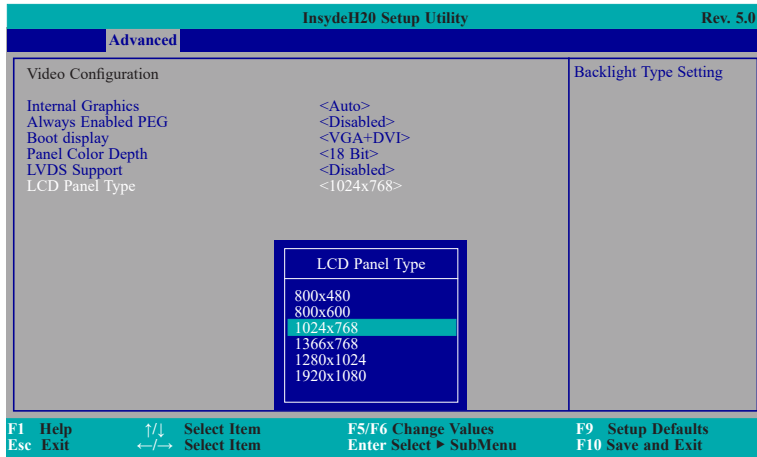 InsydeH20 Setup Utility Rev. 5.0
Advanced
Video Configuration
Internal Graphics <Auto>
Always Enabled PEG <Disabled>
Boot display <VGA+DVI>
Panel Color Depth <18 Bit>
LVDS Support <Disabled>
LCD Panel Type <1024x768>
Backlight Type Setting
LCD Panel Type
800x480
800x600
1024x768
1366x768
1280x1024
1920x1080
F1 Help ↑/↓ Select Item F5/F6 Change Values F9 Setup Defaults
Esc Exit ←/→ Select Item Enter Select ► SubMenu F10 Save and Exit